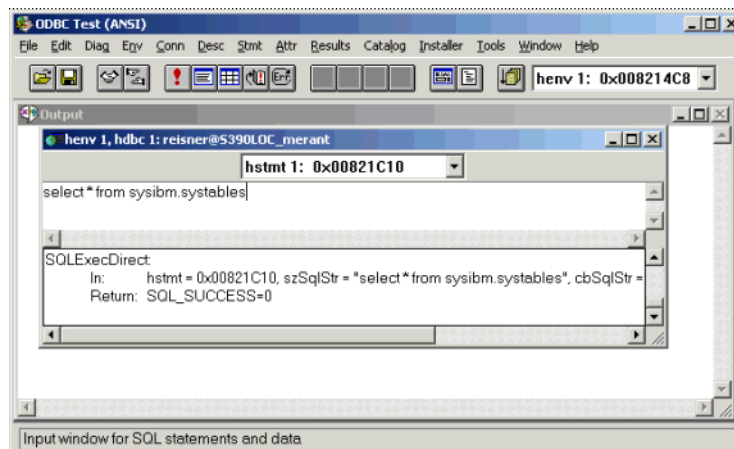 ODBC Test (ANSI)
File Edit Diag Env Conn Desc Stmt Attr Results Catalog Installer Tools Window Help
Erf henv 1: 0x008214C8
Output
henv 1, hdbc 1: reisner@S390LOC_merant
hstmt 1: 0x00821C10
select * from sysibm.systables
SQLExecDirect:
In: hstmt = 0x00821C10, szSqlStr = "select * from sysibm.systables", cbSqlStr =
Return: SQL_SUCCESS=0
Input window for SQL statements and data